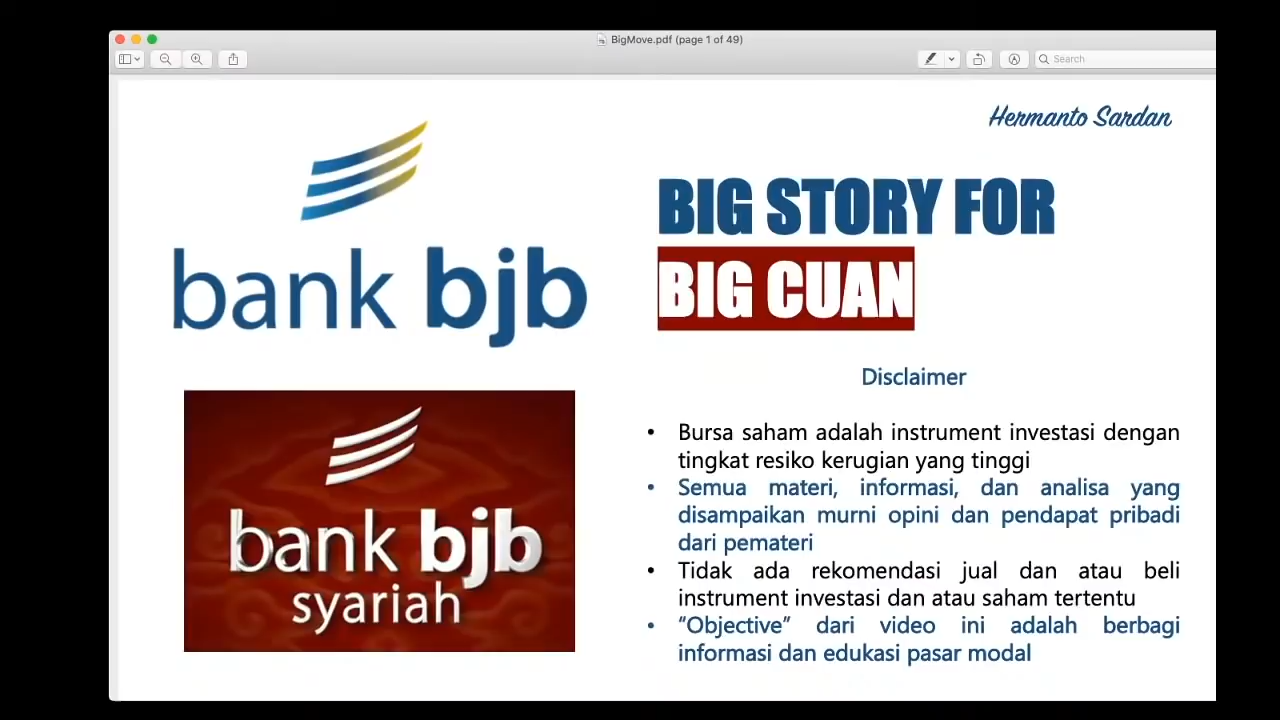 BigMove.pdf (page 1 of 49)
Search
Hermanto Sardan
bank bjb
BIG STORY FOR
BIG CUAN
bank bjb
syariah
Disclaimer
• Bursa saham adalah instrument investasi dengan
tingkat resiko kerugian yang tinggi
• Semua materi, informasi, dan analisa yang
disampaikan murni opini dan pendapat pribadi
dari pemateri
• Tidak ada rekomendasi jual dan atau beli
instrument investasi dan atau saham tertentu
• “Objective” dari video ini adalah berbagi
informasi dan edukasi pasar modal